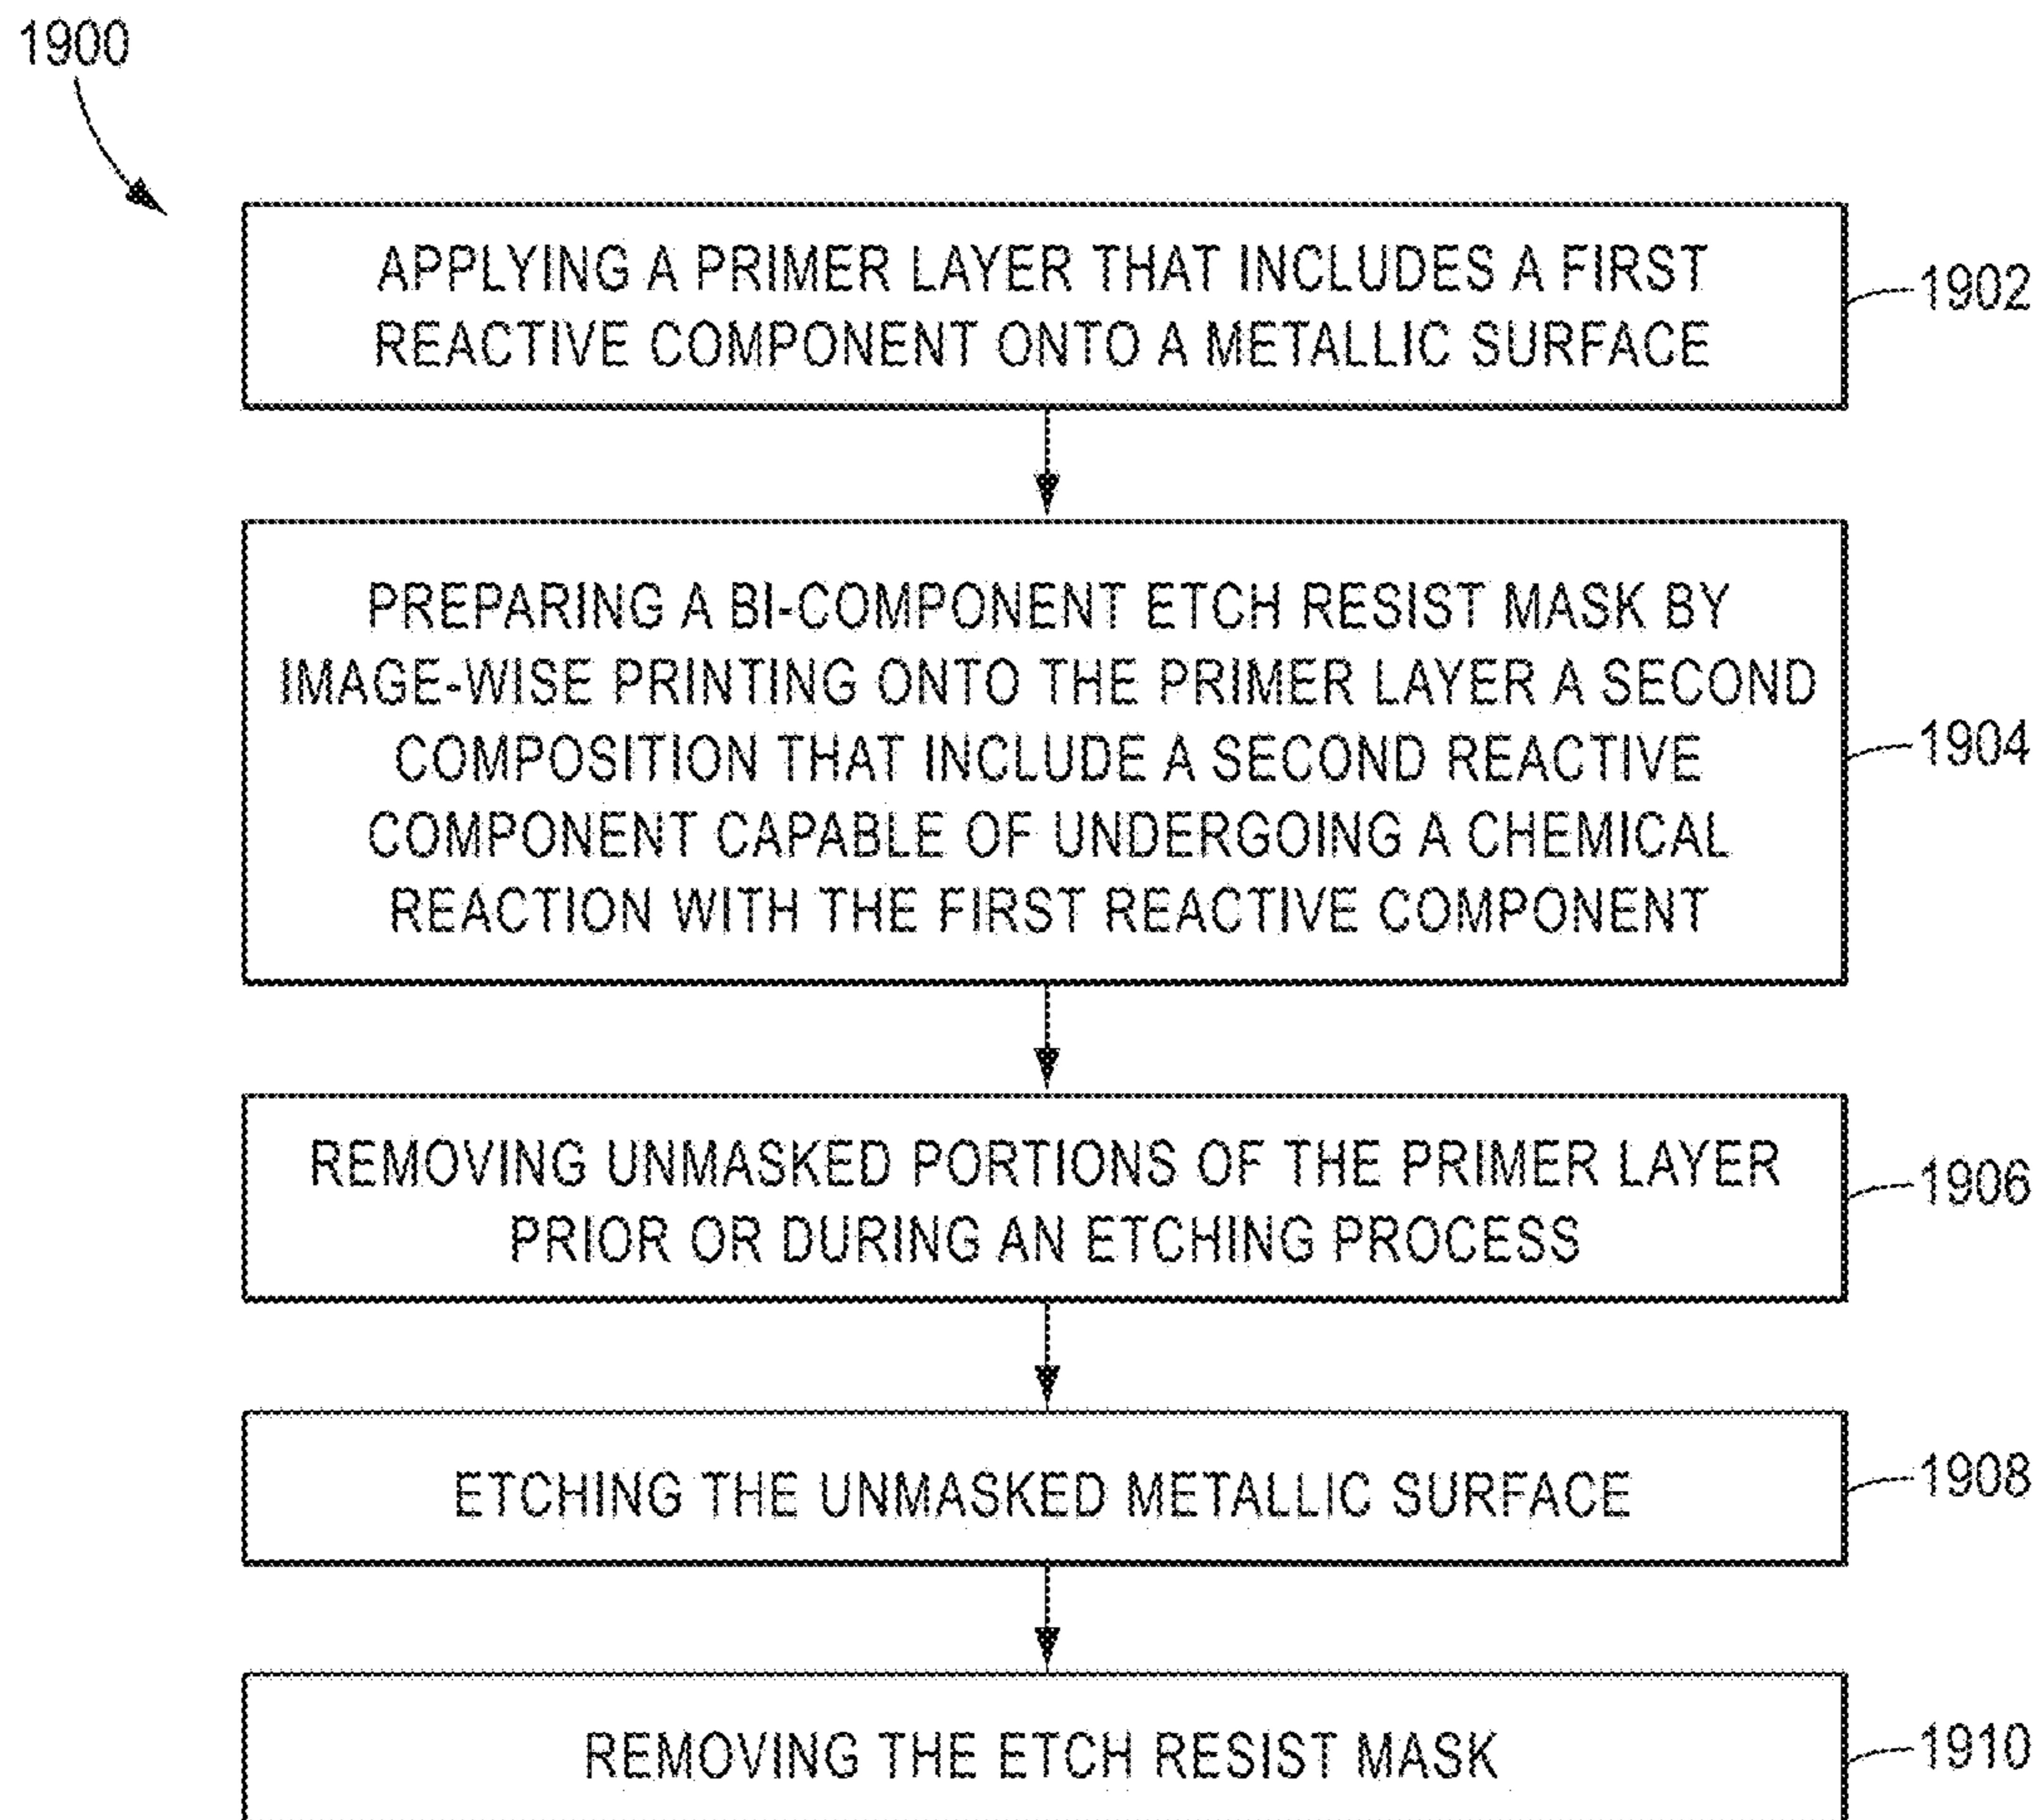 1900
APPLYING A PRIMER LAYER THAT INCLUDES A FIRST
REACTIVE COMPONENT ONTO A METALLIC SURFACE
1902
PREPARING A BI-COMPONENT ETCH RESIST MASK BY
IMAGE-WISE PRINTING ONTO THE PRIMER LAYER A SECOND
COMPOSITION THAT INCLUDE A SECOND REACTIVE
COMPONENT CAPABLE OF UNDERGOING A CHEMICAL
REACTION WITH THE FIRST REACTIVE COMPONENT
1904
REMOVING UNMASKED PORTIONS OF THE PRIMER LAYER
PRIOR OR DURING AN ETCHING PROCESS
1906
ETCHING THE UNMASKED METALLIC SURFACE
1908
REMOVING THE ETCH RESIST MASK
1910